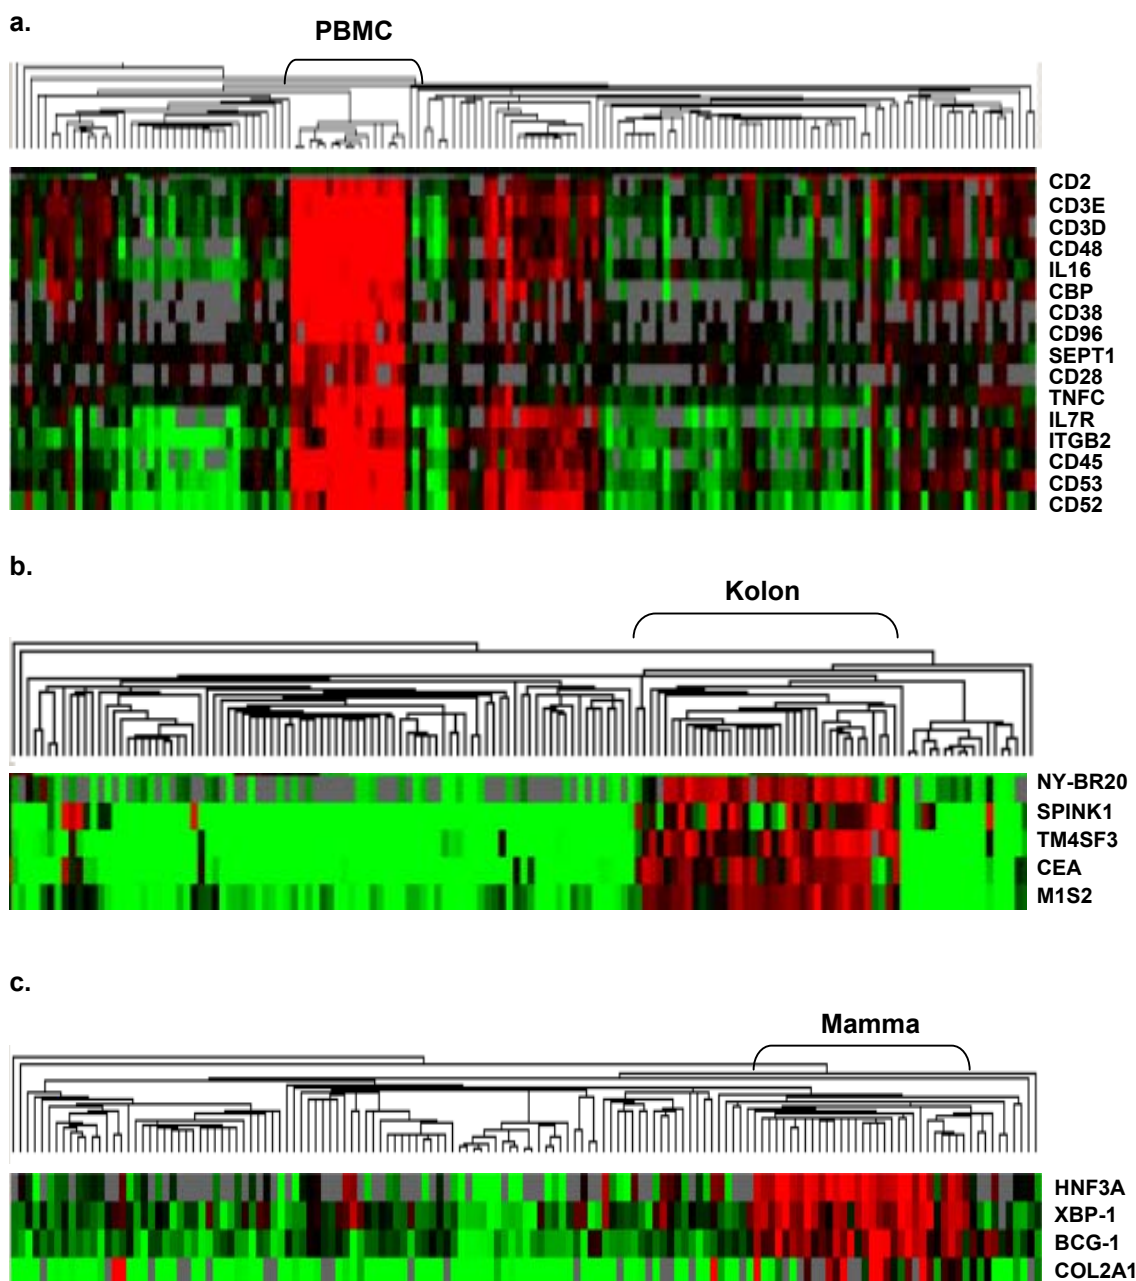 a.
PBMC
CD2
CD3E
CD3D
CD48
IL16
CBP
CD38
CD96
SEPT1
CD28
TNFC
IL7R
ITGB2
CD45
CD53
CD52
b.
Kolon
NY-BR20
SPINK1
TM4SF3
CEA
M1S2
c.
Mamma
HNF3A
XBP-1
BCG-1
COL2A1